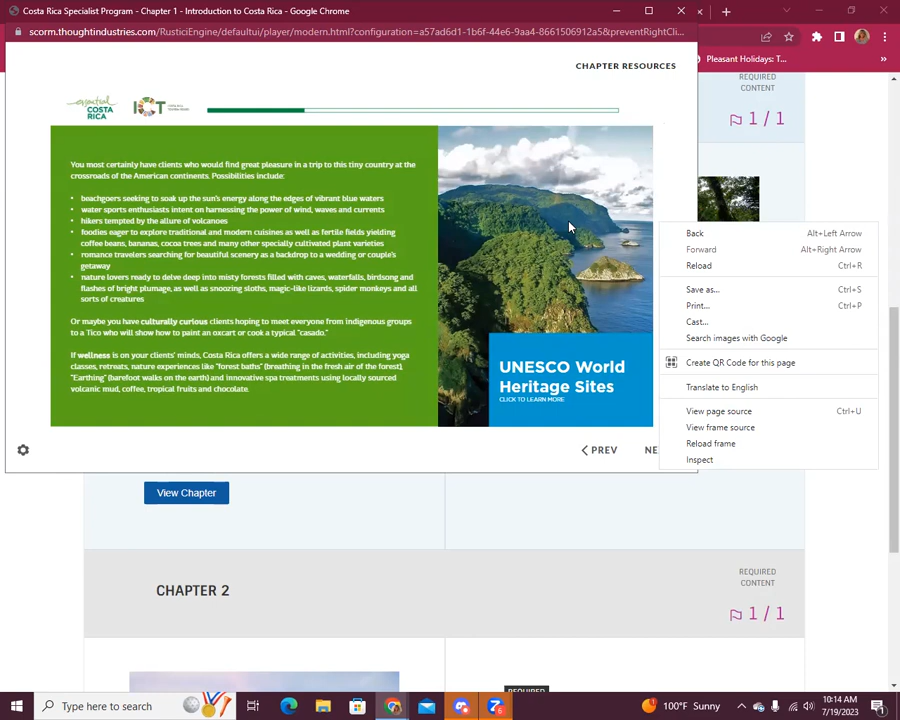 Costa Rica Specialist Program - Chapter 1 - Introduction to Costa Rica - Google Chrome
scorm.thoughtindustries.com/RusticiEngine/defaultui/player/modern.html?configuration=a57ad6d1-1b6f-44e6-9aa4-8661506912a5&preventRightCli...
Pleasant Holidays: T...
CHAPTER RESOURCES
REQUIRED
CONTENT
1 / 1
essential
COSTA
RICA
ICT
You most certainly have clients who would find great pleasure in a trip to this tiny country at the
crossroads of the American continents. Possibilities include:
• beachgoers seeking to soak up the sun's energy along the edges of vibrant blue waters
• water sports enthusiasts intent on harnessing the power of wind, waves and currents
• hikers tempted by the allure of volcanoes
• foodies eager to explore traditional and modern cuisines as well as fertile fields yielding
coffee beans, bananas, cocoa trees and many other specially cultivated plant varieties
• romance travelers searching for beautiful scenery as a backdrop to a wedding or couple's
getaway
• nature lovers ready to delve deep into misty forests filled with caves, waterfalls, birdsong and
flashes of bright plumage, as well as snoozing sloths, magic-like lizards, spider monkeys and all
sorts of creatures
Or maybe you have culturally curious clients hoping to meet everyone from indigenous groups
to a Tico who will show how to paint an oxcart or cook a typical "casado."
If wellness is on your clients' minds, Costa Rica offers a wide range of activities, including yoga
classes, retreats, nature experiences like "forest baths" (breathing in the fresh air of the forest),
"Earthing" (barefoot walks on the earth) and innovative spa treatments using locally sourced
volcanic mud, coffee, tropical fruits and chocolate.
UNESCO World
Heritage Sites
CLICK TO LEARN MORE
PREV
NE
Back Alt+Left Arrow
Forward Alt+Right Arrow
Reload Ctrl+R
Save as... Ctrl+S
Print... Ctrl+P
Cast...
Search images with Google
Create QR Code for this page
Translate to English
View page source Ctrl+U
View frame source
Reload frame
Inspect
View Chapter
CHAPTER 2
REQUIRED
CONTENT
1 / 1
REQUIRED
Type here to search
100°F Sunny
10:14 AM
7/19/2023
1